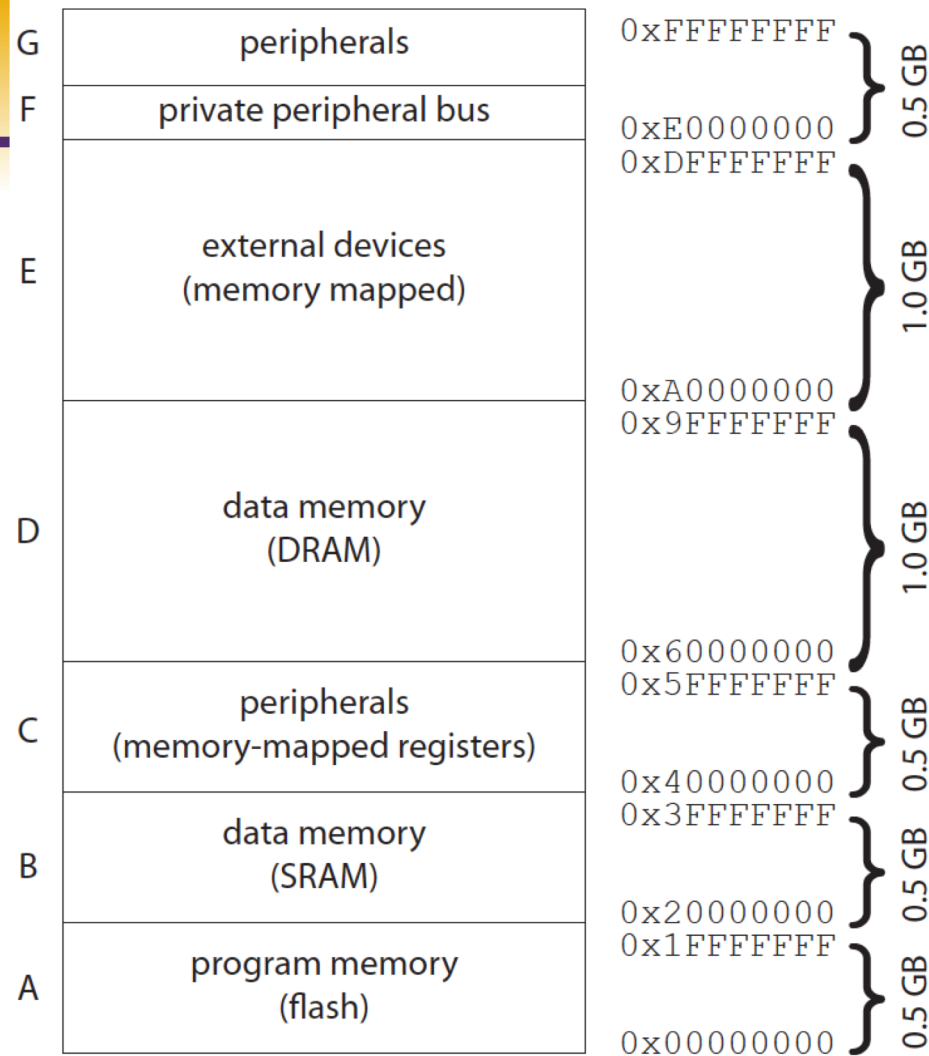 G
peripherals
0xFFFFFFFF
0.5 GB
F
private peripheral bus
0xE0000000
0xDFFFFFFF
E
external devices
(memory mapped)
1.0 GB
0xA0000000
0x9FFFFFFF
D
data memory
(DRAM)
1.0 GB
0x60000000
0x5FFFFFFF
C
peripherals
(memory-mapped registers)
0.5 GB
0x40000000
0x3FFFFFFF
B
data memory
(SRAM)
0.5 GB
0x20000000
0x1FFFFFFF
A
program memory
(flash)
0.5 GB
0x00000000